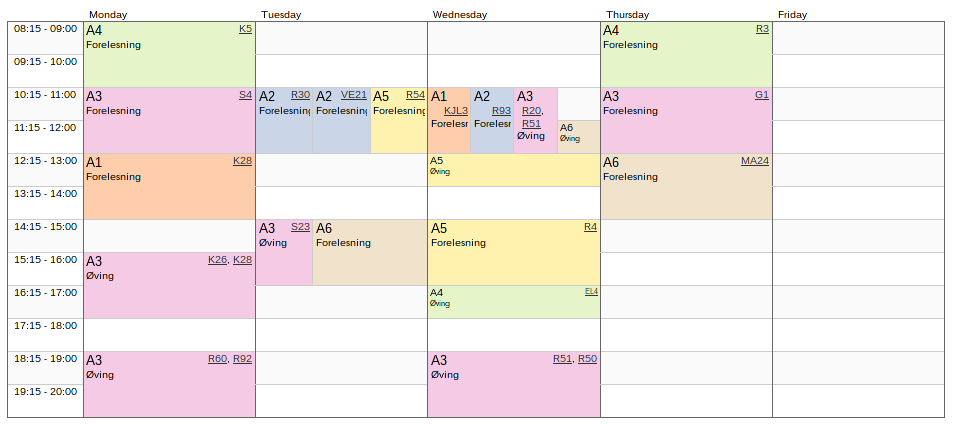 Monday Tuesday Wednesday Thursday Friday
08:15 - 09:00 A4 K5 A4 R3
Forelesning Forelesning
09:15 - 10:00
10:15 - 11:00 A3 S4 A2 R30 A2 VE21 A5 R54 A1 A2 A3 A3 G1
Forelesning Forelesning Forelesning Forelesning KJL3 R93 R20, Forelesning
Forelesr Forelesr R51
11:15 - 12:00 Øving A6
Øving
12:15 - 13:00 A1 K28 A5 A6 MA24
Forelesning Øving Forelesning
13:15 - 14:00
14:15 - 15:00 A3 S23 A6 A5 R4
Øving Forelesning Forelesning
15:15 - 16:00 A3 K26, K28
Øving
16:15 - 17:00 A4 EL4
Øving
17:15 - 18:00
18:15 - 19:00 A3 R60, R92 A3 R51, R50
Øving Øving
19:15 - 20:00